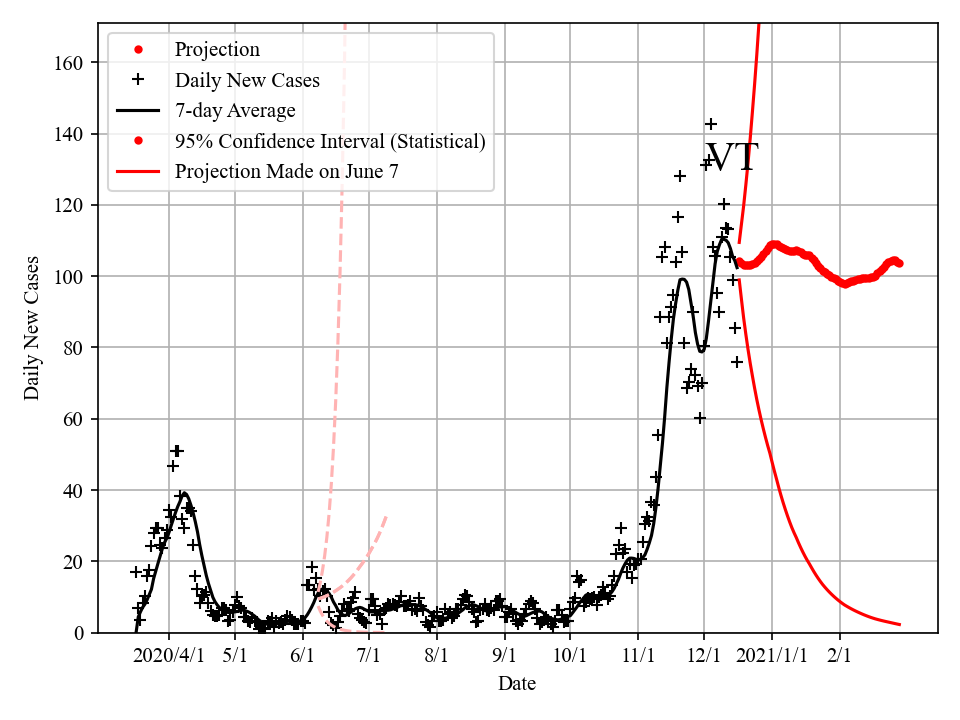 160
140
120
100
80
60
40
20
0
Daily New Cases
Projection
Daily New Cases
7-day Average
95% Confidence Interval (Statistical)
Projection Made on June 7
VT
2020/4/1 5/1 6/1 7/1 8/1 9/1 10/1 11/1 12/1 2021/1/1 2/1
Date